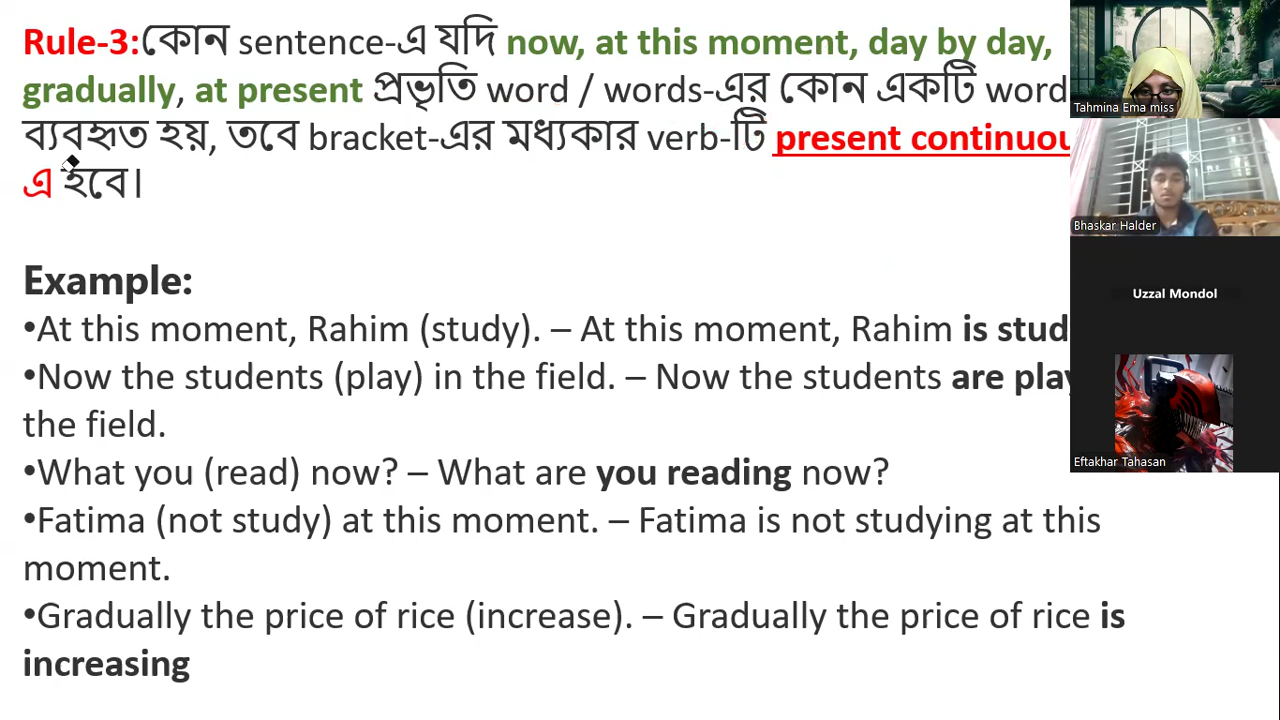 Rule-3:কোন sentence-এ যদি now, at this moment, day by day,
gradually, at present প্রভৃতি word / words-এর কোন একটি word
ব্যবহৃত হয়, তবে bracket-এর মধ্যকার verb-টি present
এ হবে।
Example:
•At this moment, Rahim (study). – At this moment, Rahim is
•Now the students (play) in the field. – Now the students are
the field.
•What you (read) now? – What are you reading now?
•Fatima (not study) at this moment. – Fatima is not studying at this
moment.
•Gradually the price of rice (increase). – Gradually the price of rice is
increasing
Tahmina Ema miss
Bhaskar Halder
Uzzal Mondol
Eftakhar Tahasan